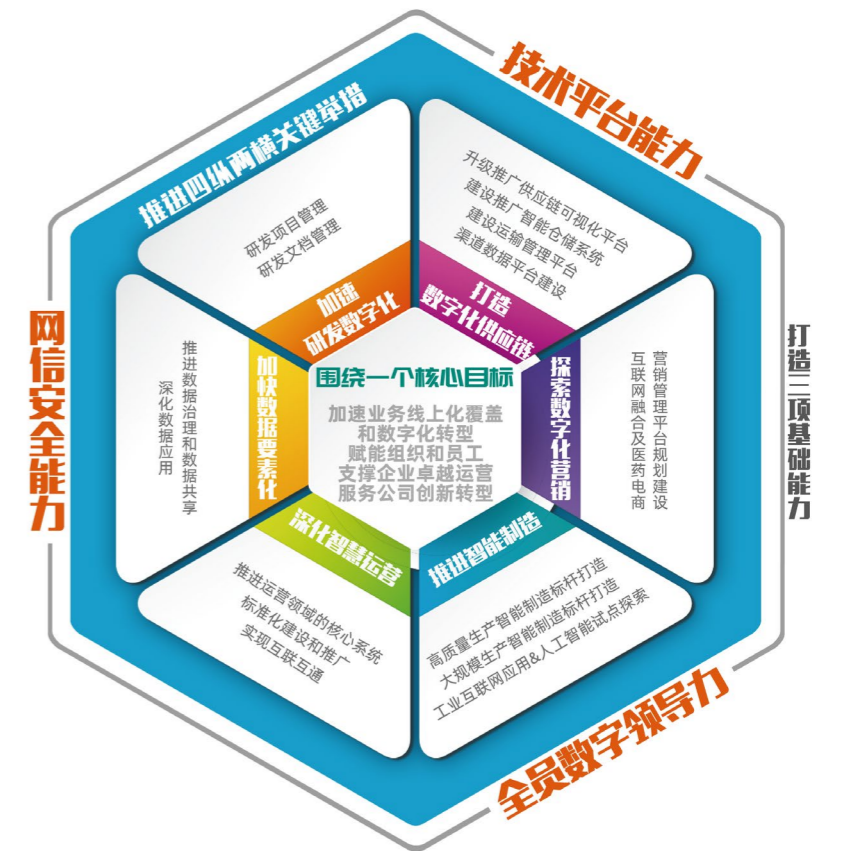 技术平台能力
推进四纵两横关键举措
升级推广供应链可视化平台
建设推广智能仓储系统
建设运输管理平台
渠道数据平台建设
研发项目管理
研发文档管理
加速
研发数字化
打造
数字化供应链
网信安全能力
推进数据治理和数据共享
深化数据应用
加快数据要素化
围绕一个核心目标
加速业务线上化覆盖
和数字化转型
赋能组织和员工
支撑企业卓越运营
服务公司创新转型
探索数字化营销
营销管理平台规划建设
互联网融合及医药电商
打造三项基础能力
深化智慧运营
推进智能制造
推进运营领域的核心系统
标准化建设和推广
实现互联互通
高质量生产智能制造标杆打造
大规模生产智能制造标杆打造
工业互联网应用&人工智能试点探索
全员数字领导力